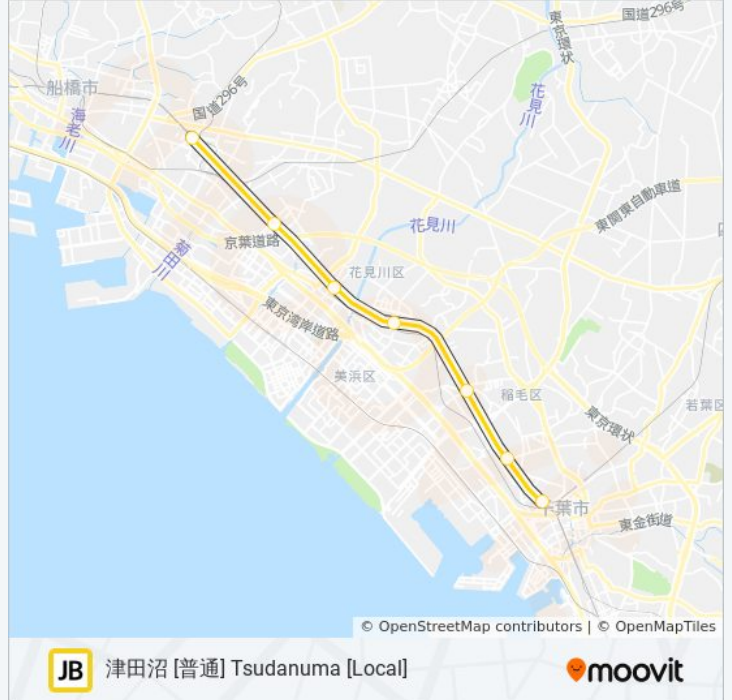 国道296号
東京環状
船橋市
国道296号
花見川
海老川
東関東自動車道
花見川
京葉道路
菊田川
花見川区
東京湾岸道路
美浜区
稲毛区
若葉区
東京環状
千葉市
東金街道
© OpenStreetMap contributors | © OpenMapTiles
JB 津田沼 [普通] Tsudanuma [Local]
moovit